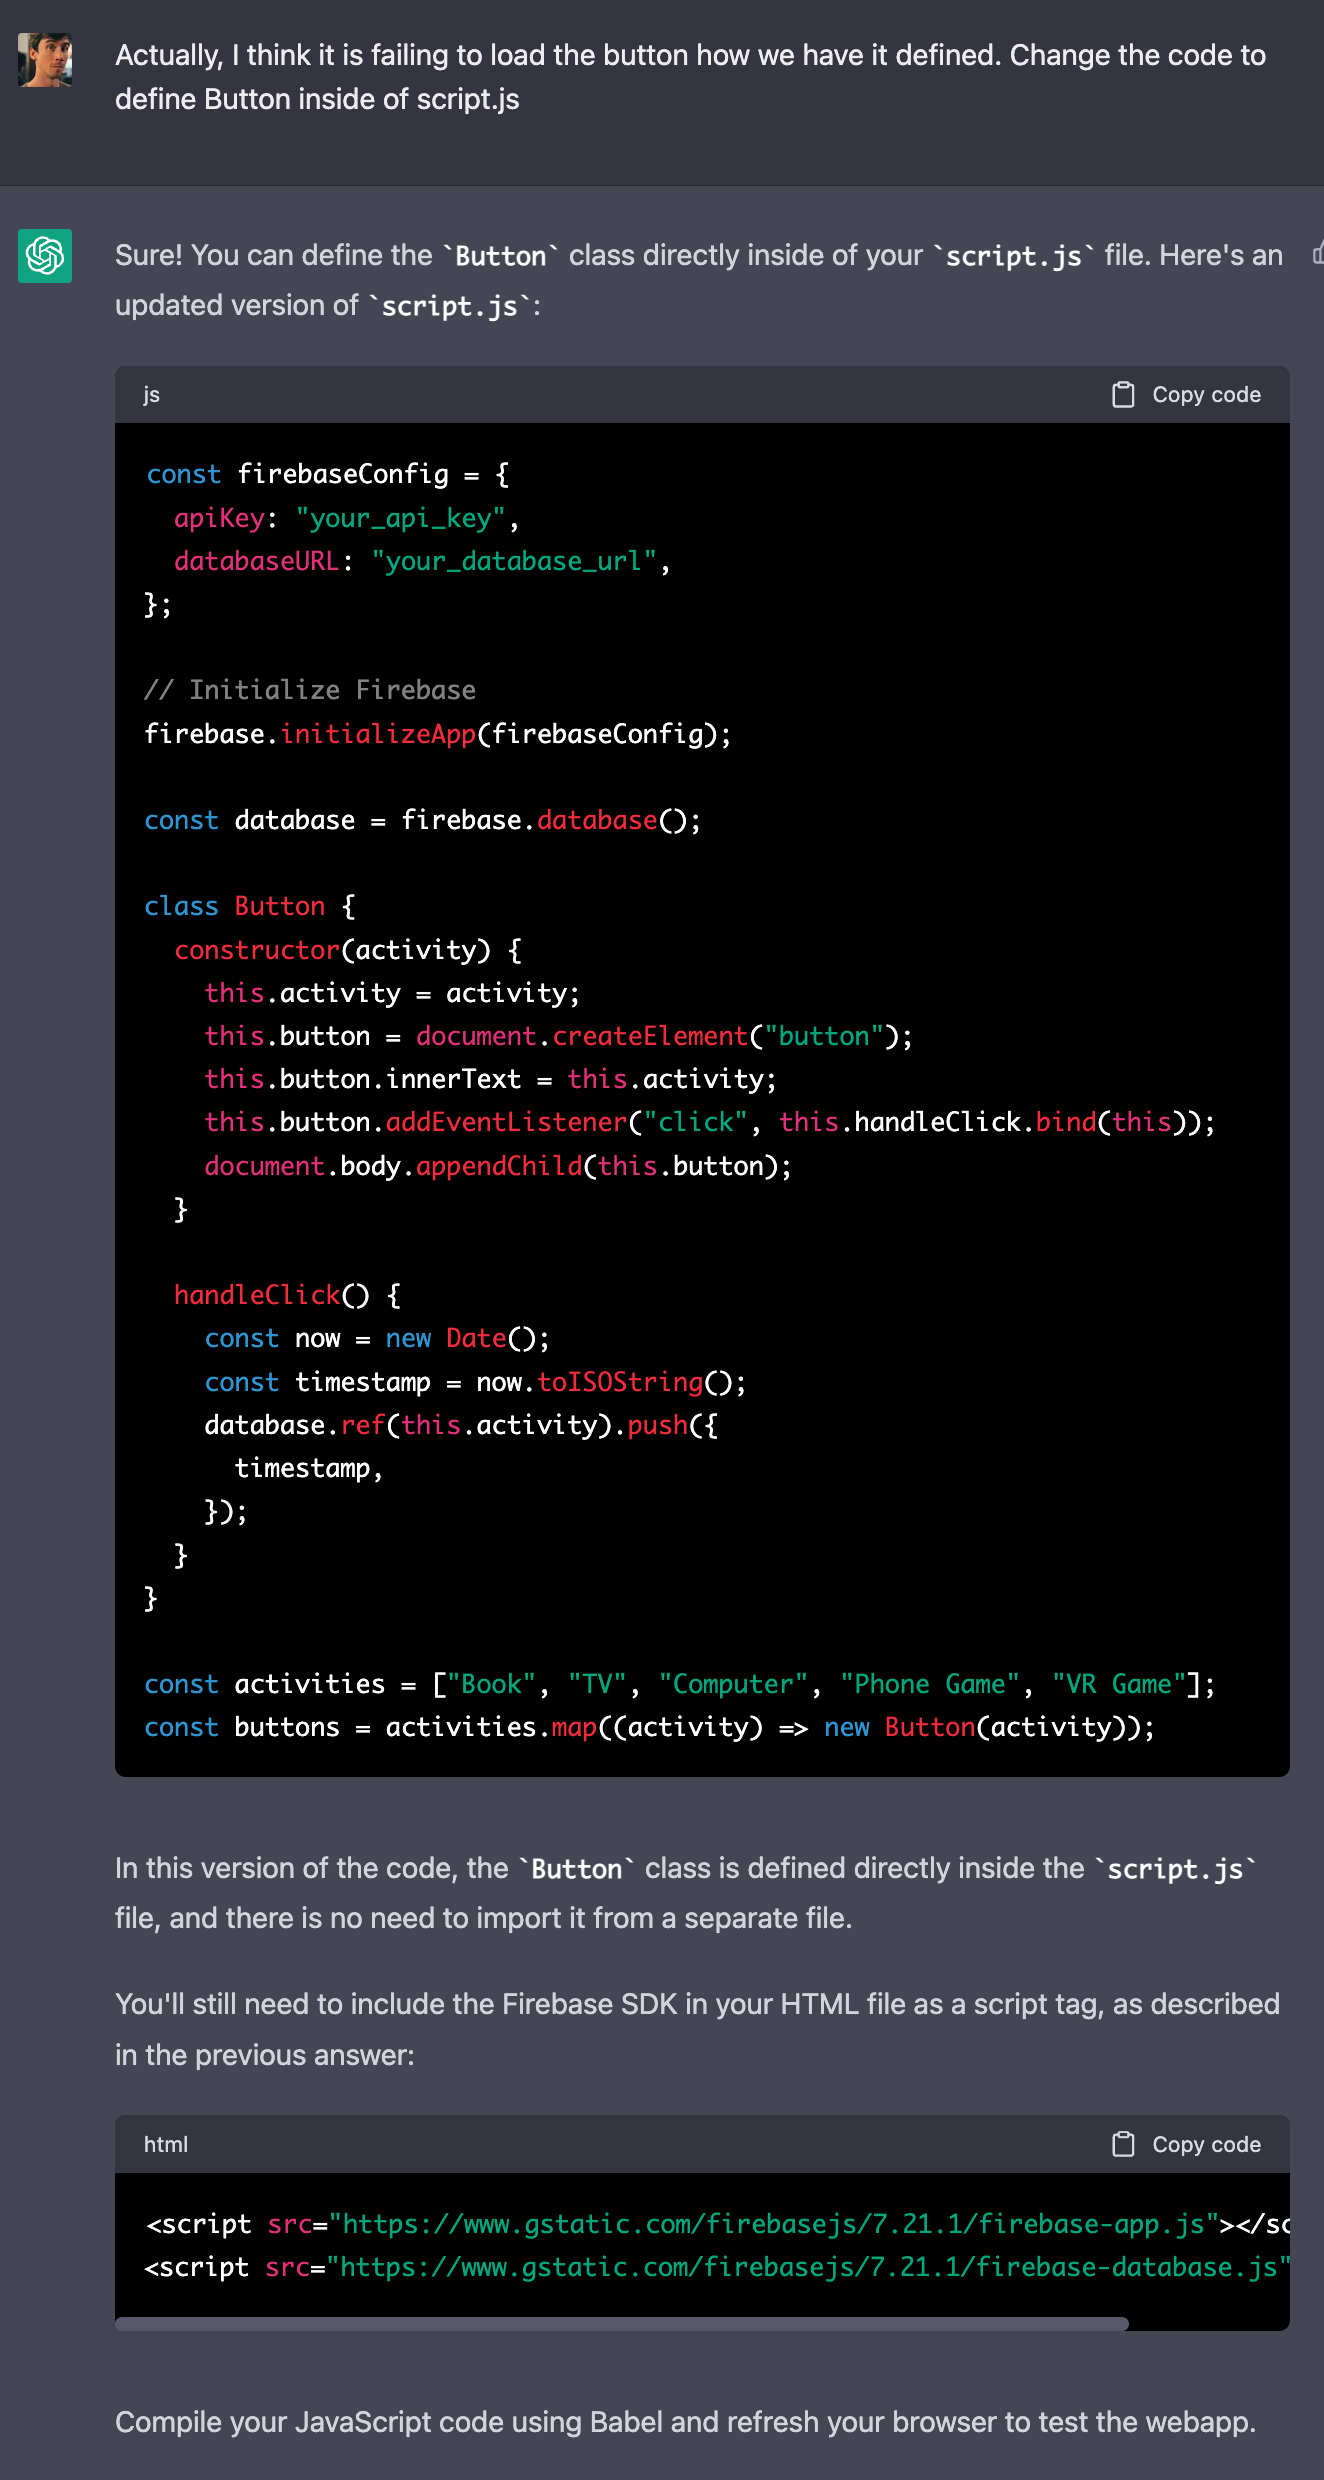 Actually, I think it is failing to load the button how we have it defined. Change the code to
define Button inside of script.js
Sure! You can define the `Button` class directly inside of your `script.js` file. Here's an
updated version of `script.js`:
js
Copy code
const firebaseConfig = {
  apiKey: "your_api_key",
  databaseURL: "your_database_url",
};
// Initialize Firebase
firebase.initializeApp(firebaseConfig);
const database = firebase.database();
class Button {
  constructor(activity) {
    this.activity = activity;
    this.button = document.createElement("button");
    this.button.innerText = this.activity;
    this.button.addEventListener("click", this.handleClick.bind(this));
    document.body.appendChild(this.button);
  }
  handleClick() {
    const now = new Date();
    const timestamp = now.toISOString();
    database.ref(this.activity).push({
      timestamp,
    });
  }
}
const activities = ["Book", "TV", "Computer", "Phone Game", "VR Game"];
const buttons = activities.map((activity) => new Button(activity));
In this version of the code, the `Button` class is defined directly inside the `script.js`
file, and there is no need to import it from a separate file.
You'll still need to include the Firebase SDK in your HTML file as a script tag, as described
in the previous answer:
html
Copy code
<script src="https://www.gstatic.com/firebasejs/7.21.1/firebase-app.js"></sc
<script src="https://www.gstatic.com/firebasejs/7.21.1/firebase-database.js"
Compile your JavaScript code using Babel and refresh your browser to test the webapp.